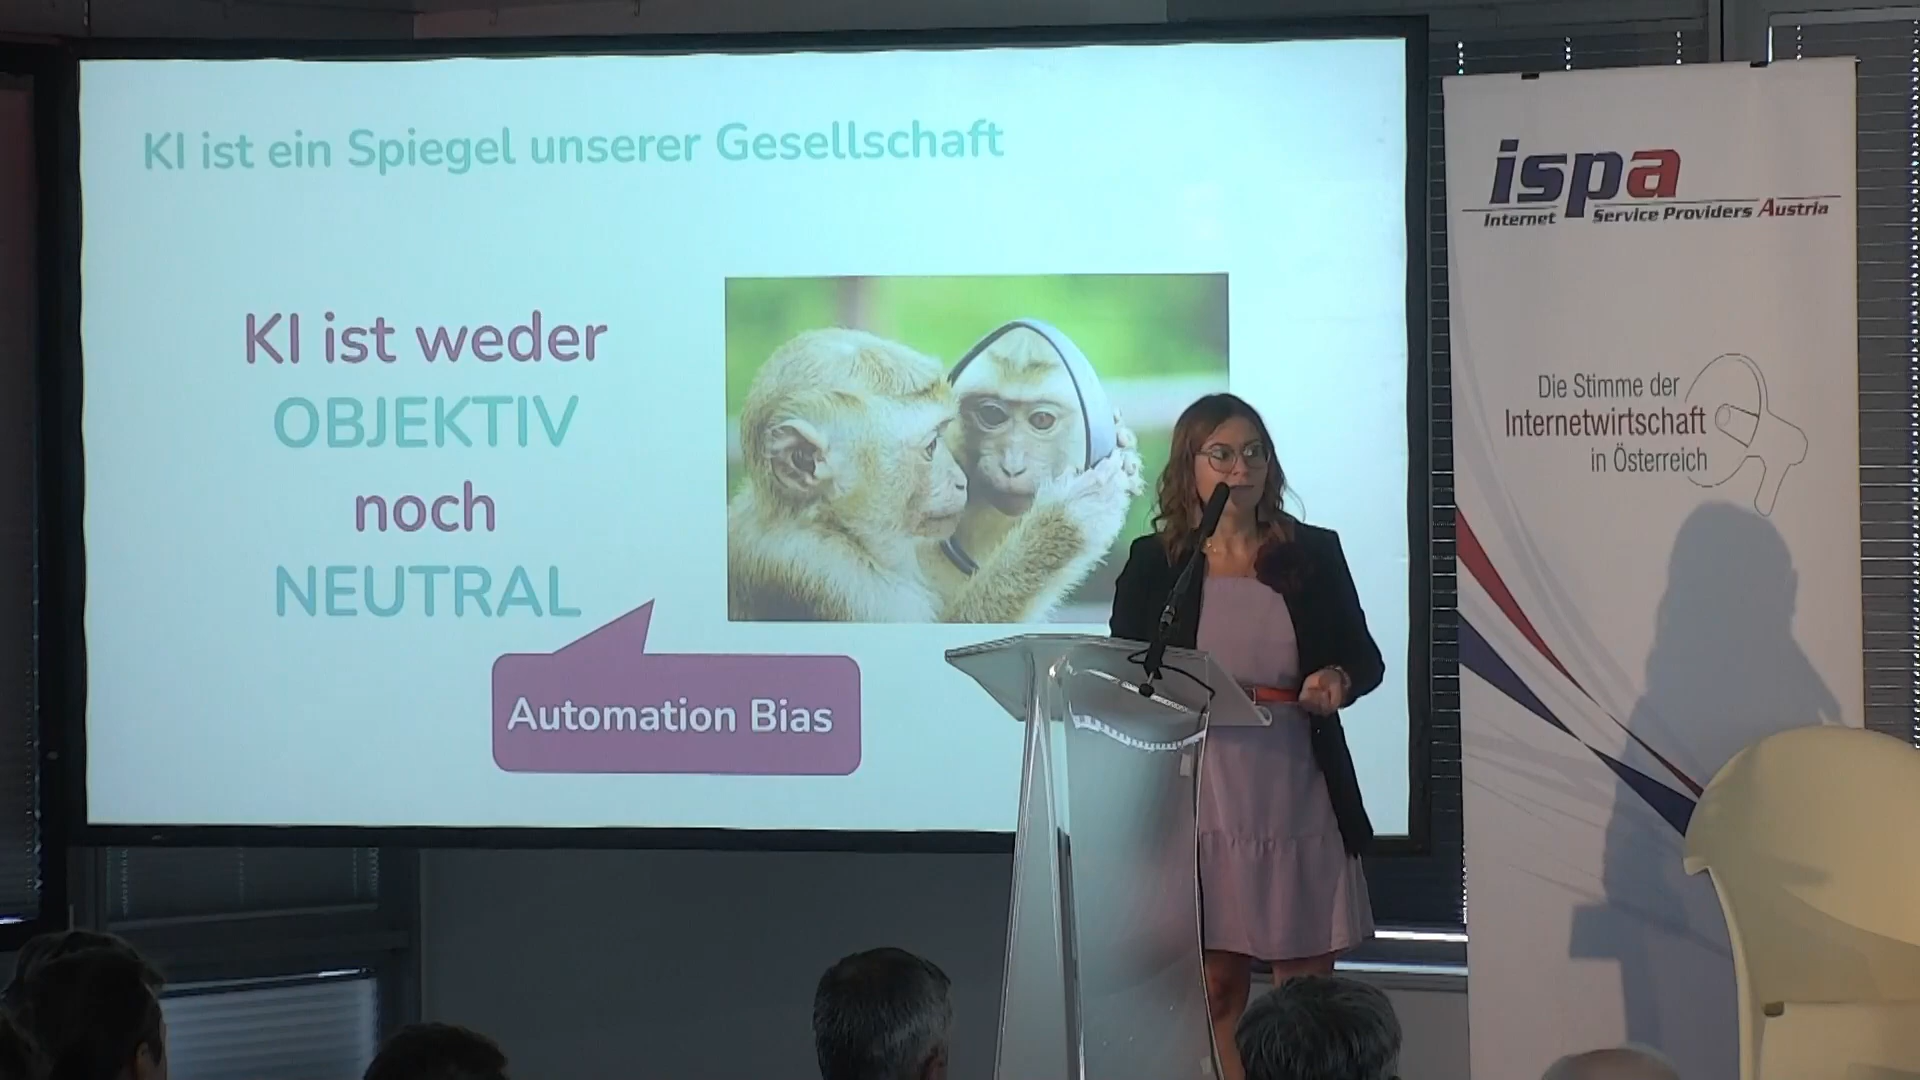 KI ist ein Spiegel unserer Gesellschaft
KI ist weder
OBJEKTIV
noch
NEUTRAL
Automation Bias
ispa
Internet Service Providers Austria
Die Stimme der
Internetwirtschaft
in Österreich